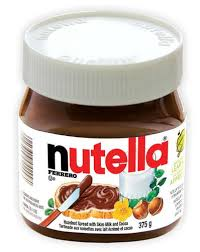 nutella
FERRERO
Hazelnut Spread with Skim Milk and Cocoa
Tartinade aux noisettes avec lait écrémé et cacao
375 g